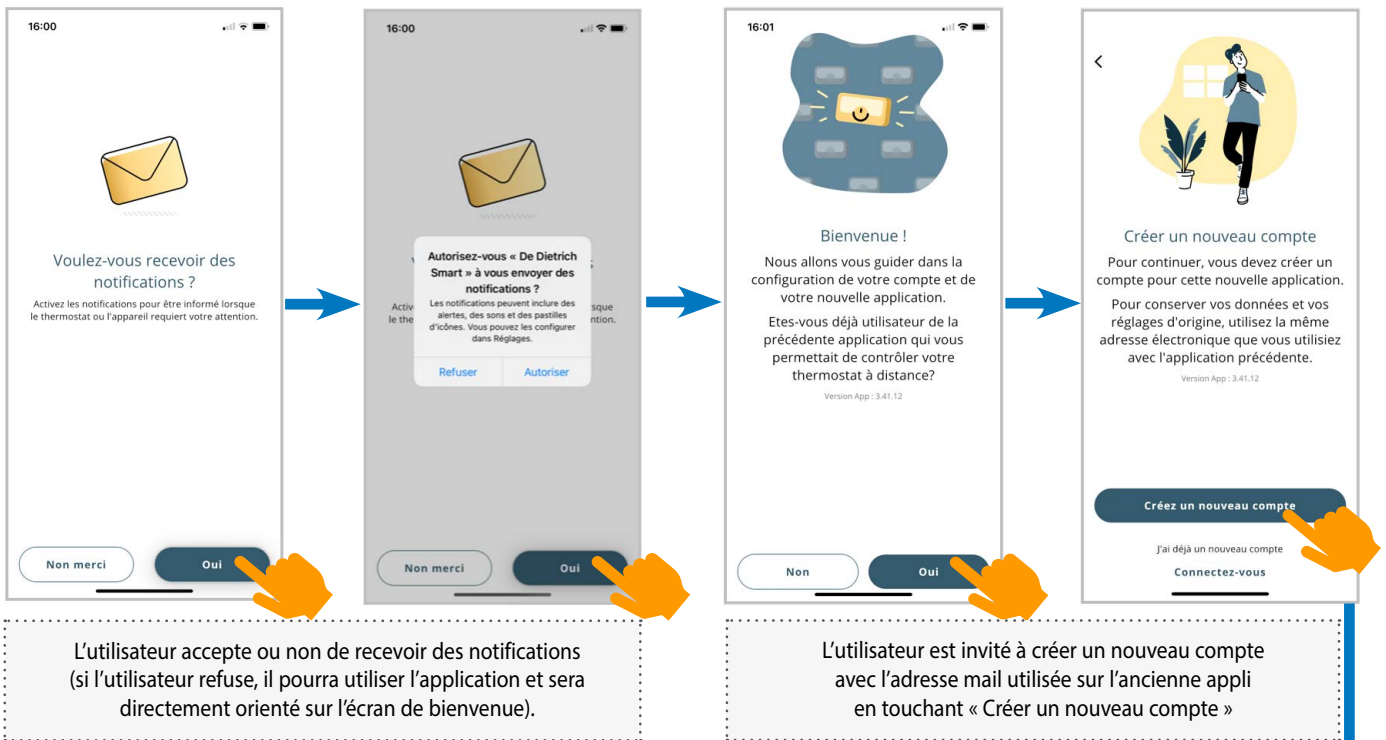 16:00
Voulez-vous recevoir des
notifications ?
Activez les notifications pour être informé lorsque
le thermostat ou l'appareil requiert votre attention.
Non merci
Oui
16:00
Autorisez-vous « De Dietrich
Smart » à vous envoyer des
notifications ?
Les notifications peuvent inclure des
alertes, des sons et des pastilles
d'icônes. Vous pouvez les configurer
dans Réglages.
Refuser
Autoriser
Non merci
Oui
16:01
Bienvenue !
Nous allons vous guider dans la
configuration de votre compte et de
votre nouvelle application.
Etes-vous déjà utilisateur de la
précédente application qui vous
permettait de contrôler votre
thermostat à distance?
Version App : 3.41.12
Non
Oui
Créer un nouveau compte
Pour continuer, vous devez créer un
compte pour cette nouvelle application.
Pour conserver vos données et vos
réglages d'origine, utilisez la même
adresse électronique que vous utilisiez
avec l'application précédente.
Version App : 3.41.12
Créez un nouveau compte
J'ai déjà un nouveau compte
Connectez-vous
L'utilisateur accepte ou non de recevoir des notifications
(si l'utilisateur refuse, il pourra utiliser l'application et sera
directement orienté sur l'écran de bienvenue).
L'utilisateur est invité à créer un nouveau compte
avec l'adresse mail utilisée sur l'ancienne appli
en touchant « Créer un nouveau compte »